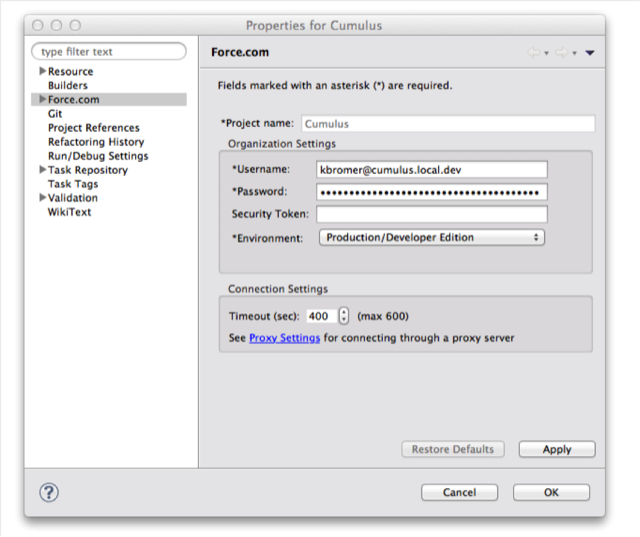 Properties for Cumulus
type filter text
Resource
Builders
Force.com
Git
Project References
Refactoring History
Run/Debug Settings
Task Repository
Task Tags
Validation
WikiText
Force.com
Fields marked with an asterisk (*) are required.
*Project name: Cumulus
Organization Settings
*Username: kbromer@cumulus.local.dev
*Password: ••••••••••••••••••••••••••••••••••••••
Security Token:
*Environment: Production/Developer Edition
Connection Settings
Timeout (sec): 400 (max 600)
See Proxy Settings for connecting through a proxy server
Restore Defaults Apply
? Cancel OK